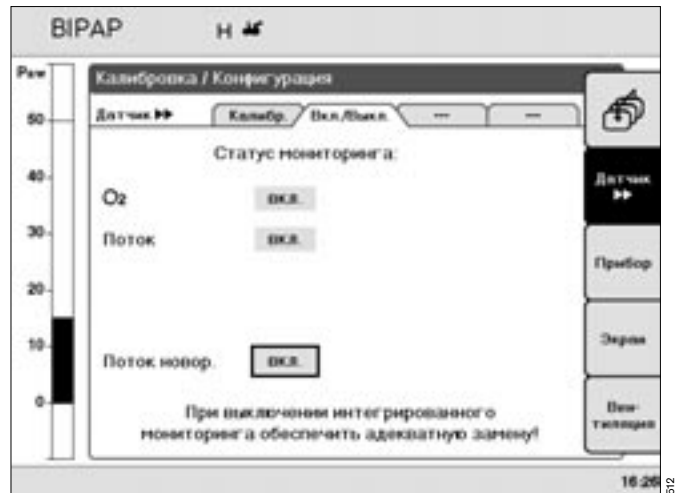 BIPAP H
Paw
Калибровка / Конфигурация
Датчик ▶▶ Калибр. Вкл./Выкл. --- ---
Статус мониторинга:
O2 ВКЛ.
Поток ВКЛ.
Поток новор. ВКЛ.
При выключении интегрированного
мониторинга обеспечить адекватную замену!
50
40
30
20
10
0
Датчик
▶▶
Прибор
Экран
Вен-
тиляция
16:26
512